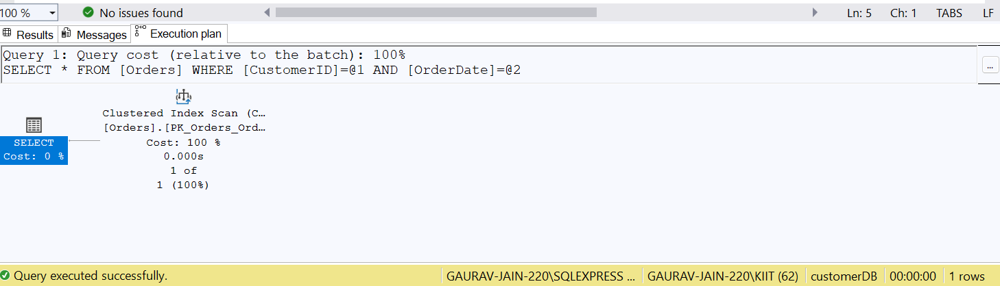 100 %
No issues found
Ln: 5
Ch: 1
TABS
LF
Results
Messages
Execution plan
Query 1: Query cost (relative to the batch): 100%
SELECT * FROM [Orders] WHERE [CustomerID]=@1 AND [OrderDate]=@2
...
Clustered Index Scan (C...
[Orders].[PK_Orders_Ord...
Cost: 100 %
0.000s
1 of
1 (100%)
SELECT
Cost: 0 %
Query executed successfully.
GAURAV-JAIN-220\SQLEXPRESS ...
GAURAV-JAIN-220\KIIT (62)
customerDB
00:00:00
1 rows